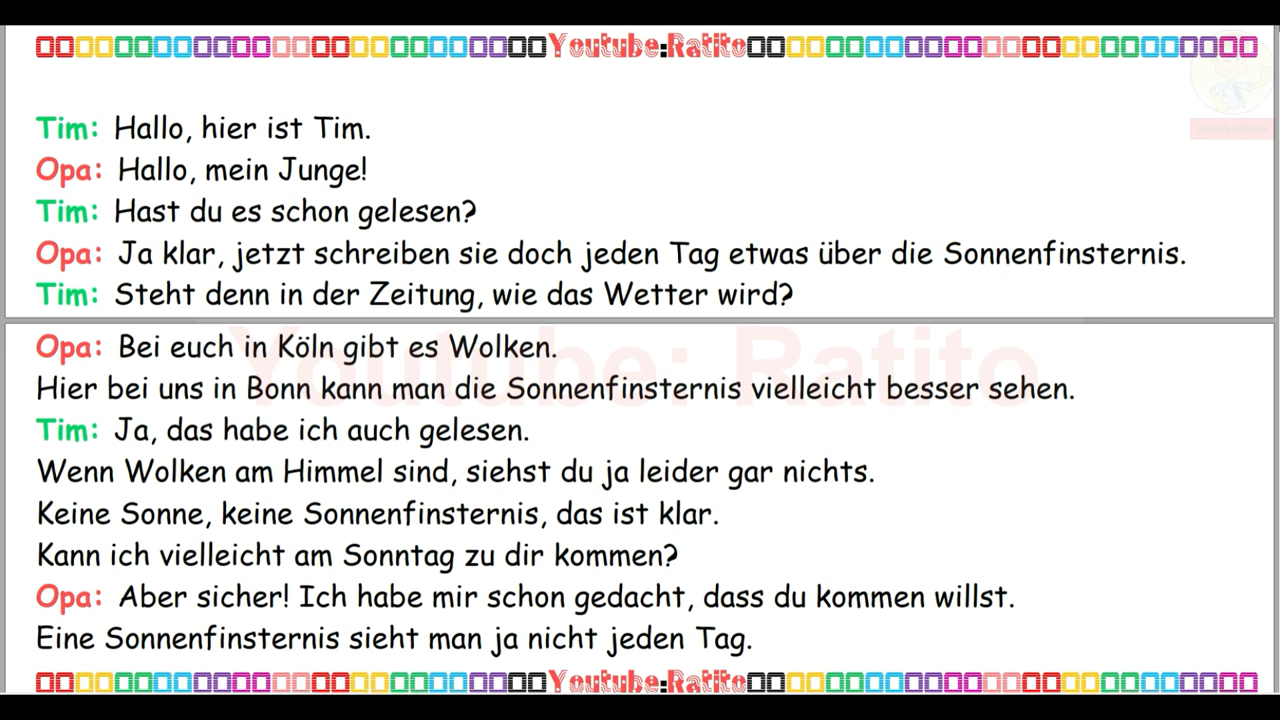 Youtube:Ratito
Tim: Hallo, hier ist Tim.
Opa: Hallo, mein Junge!
Tim: Hast du es schon gelesen?
Opa: Ja klar, jetzt schreiben sie doch jeden Tag etwas über die Sonnenfinsternis.
Tim: Steht denn in der Zeitung, wie das Wetter wird?
Youtube: Ratito
Opa: Bei euch in Köln gibt es Wolken.
Hier bei uns in Bonn kann man die Sonnenfinsternis vielleicht besser sehen.
Tim: Ja, das habe ich auch gelesen.
Wenn Wolken am Himmel sind, siehst du ja leider gar nichts.
Keine Sonne, keine Sonnenfinsternis, das ist klar.
Kann ich vielleicht am Sonntag zu dir kommen?
Opa: Aber sicher! Ich habe mir schon gedacht, dass du kommen willst.
Eine Sonnenfinsternis sieht man ja nicht jeden Tag.
Youtube:Ratito